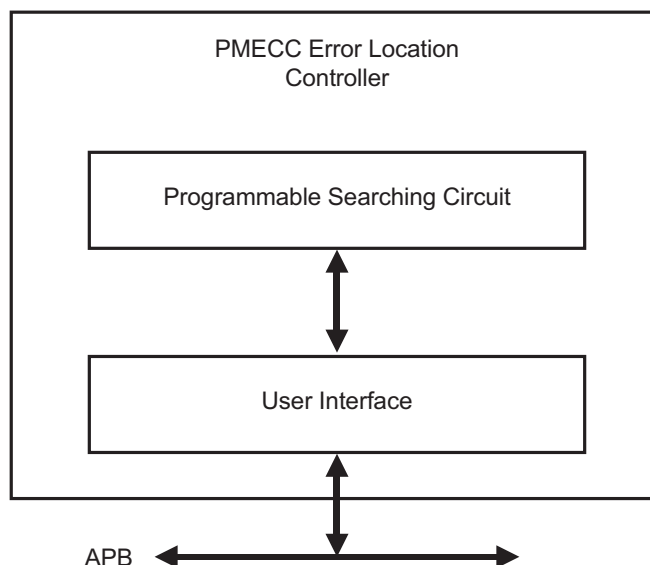 PMECC Error Location
Controller
Programmable Searching Circuit
User Interface
APB